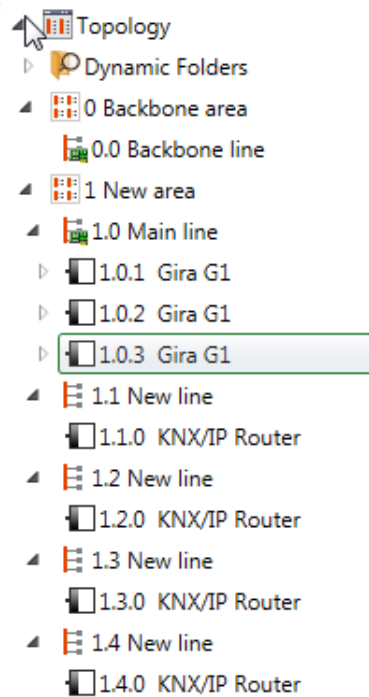 Topology
Dynamic Folders
0 Backbone area
0.0 Backbone line
1 New area
1.0 Main line
1.0.1 Gira G1
1.0.2 Gira G1
1.0.3 Gira G1
1.1 New line
1.1.0 KNX/IP Router
1.2 New line
1.2.0 KNX/IP Router
1.3 New line
1.3.0 KNX/IP Router
1.4 New line
1.4.0 KNX/IP Router